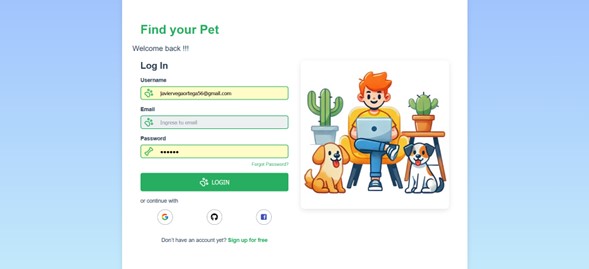 Find your Pet
Welcome back !!!
Log In
Username
javiervegaortega56@gmail.com
Email
Ingrese tu email
Password
Forgot Password?
LOGIN
or continue with
Don't have an account yet? Sign up for free